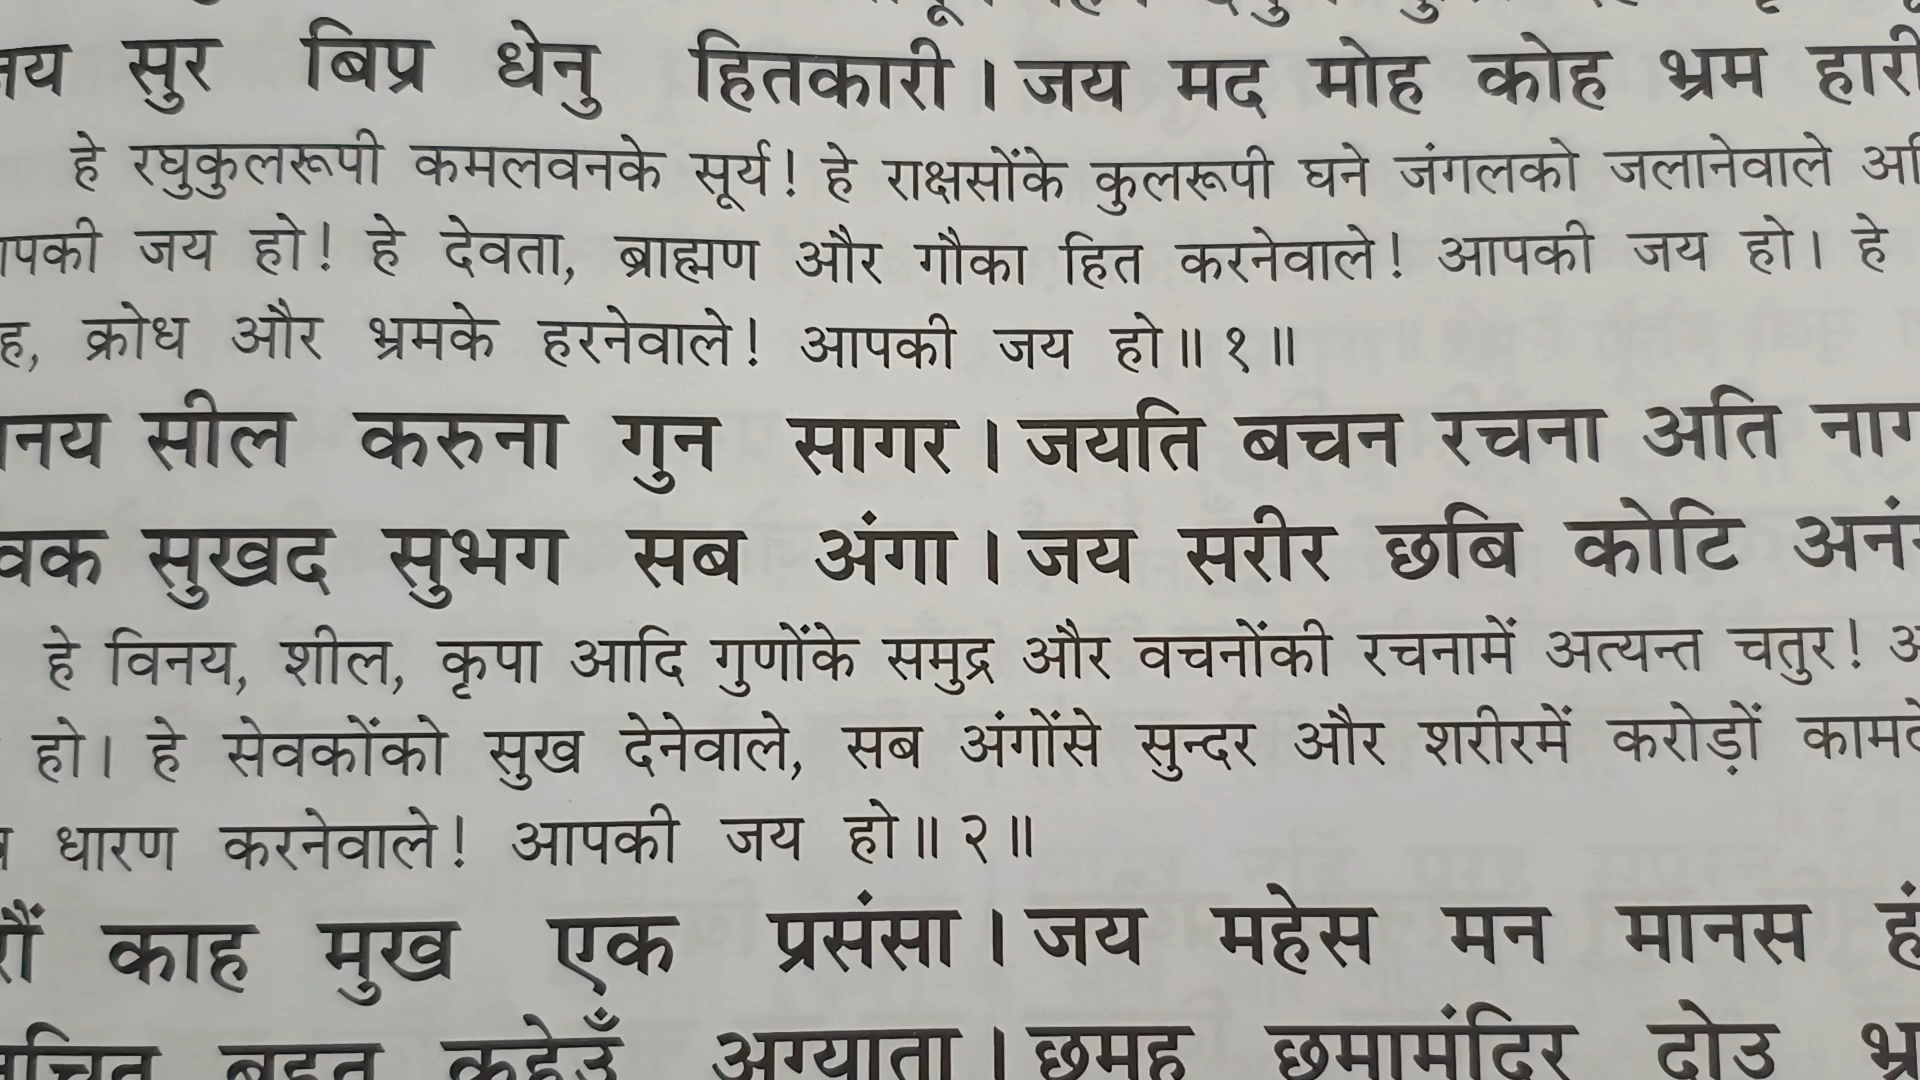 सुर बिप्र धेनु हितकारी । जय मद मोह कोह भ्रम हारी
हे रघुकुलरूपी कमलवनके सूर्य! हे राक्षसोंके कुलरूपी घने जंगलको जलानेवाले
जय हो! हे देवता, ब्राह्मण और गौका हित करनेवाले! आपकी जय हो। हे
ह, क्रोध और भ्रमके हरनेवाले! आपकी जय हो॥ १ ॥
नय सील करुना गुन सागर । जयति बचन रचना अति
वक सुखद सुभग सब अंगा । जय सरीर छबि कोटि
हे विनय, शील, कृपा आदि गुणोंके समुद्र और वचनोंकी रचनामें अत्यन्त चतुर!
हो। हे सेवकोंको सुख देनेवाले, सब अंगोंसे सुन्दर और शरीरमें करोड़ों
धारण करनेवाले! आपकी जय हो॥ २ ॥
काह मुख एक प्रसंसा । जय महेस मन मानस
बहुत कहेउँ अग्याता । छमहु छमामंदिर दोउ